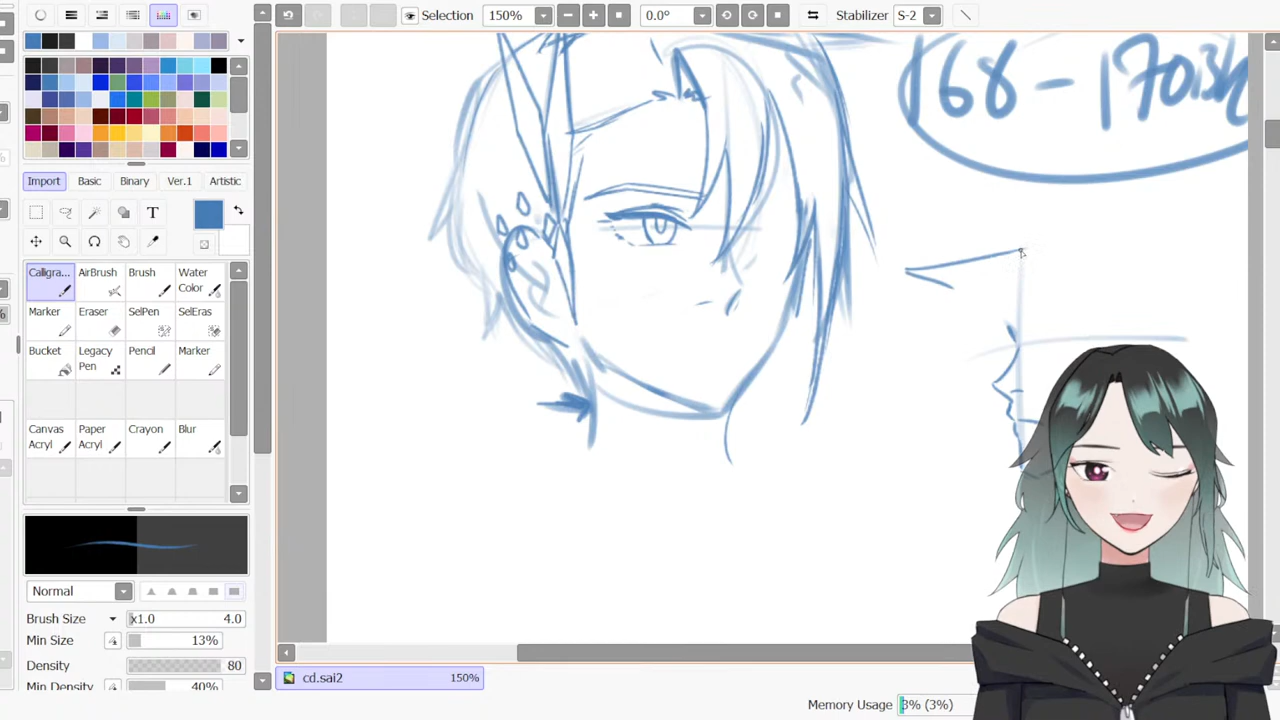 Selection 150% 0.0° Stabilizer S-2
168 -
Import Basic Binary Ver.1 Artistic
T
Calligra... AirBrush Brush Water Color
Marker Eraser SelPen SelEras
Bucket Legacy Pen Pencil Marker
Canvas Acryl Paper Acryl Crayon Blur
Normal
Brush Size x1.0 4.0
Min Size 13%
Density 80
Min Density 40%
cd.sai2 150%
Memory Usage 3% (3%)